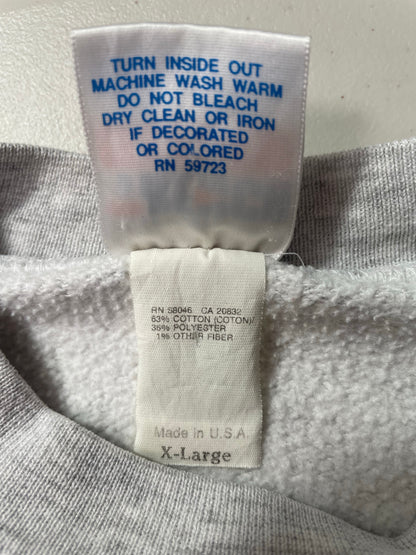 TURN INSIDE OUT
MACHINE WASH WARM
DO NOT BLEACH
DRY CLEAN OR IRON
IF DECORATED
OR COLORED
RN 59723
RN 58046 CA 20832
63% COTTON (COTON)/
36% POLYESTER
1% OTHER FIBER
Made in U.S.A.
X-Large